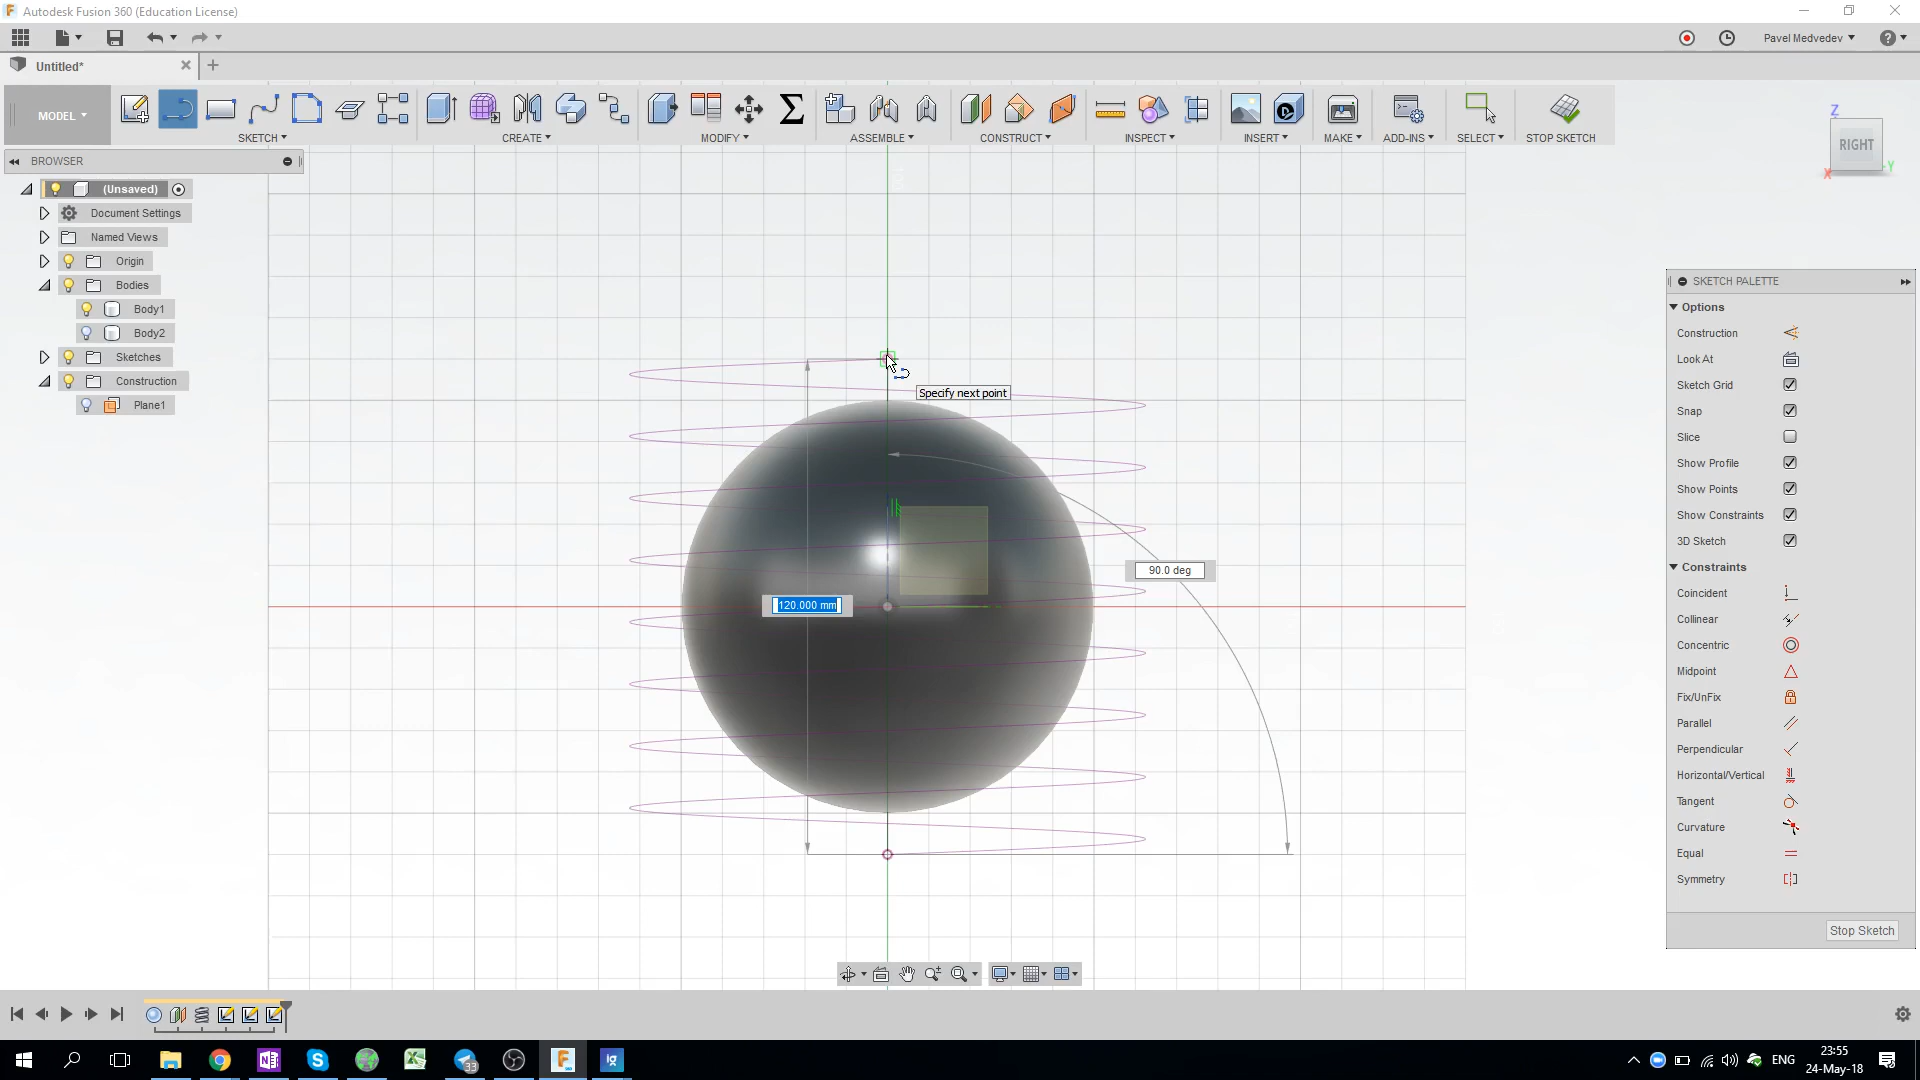 Autodesk Fusion 360 (Education License)
Pavel Medvedev
Untitled*
MODEL
SKETCH
CREATE
MODIFY
ASSEMBLE
CONSTRUCT
INSPECT
INSERT
MAKE
ADD-INS
SELECT
STOP SKETCH
BROWSER
(Unsaved)
Document Settings
Named Views
Origin
Bodies
Body1
Body2
Sketches
Construction
Plane1
Z
RIGHT
X
Y
Specify next point
90.0 deg
120.000 mm
SKETCH PALETTE
Options
Construction
Look At
Sketch Grid
Snap
Slice
Show Profile
Show Points
Show Constraints
3D Sketch
Constraints
Coincident
Collinear
Concentric
Midpoint
Fix/UnFix
Parallel
Perpendicular
Horizontal/Vertical
Tangent
Curvature
Equal
Symmetry
Stop Sketch
33
ENG
23:55
24-May-18